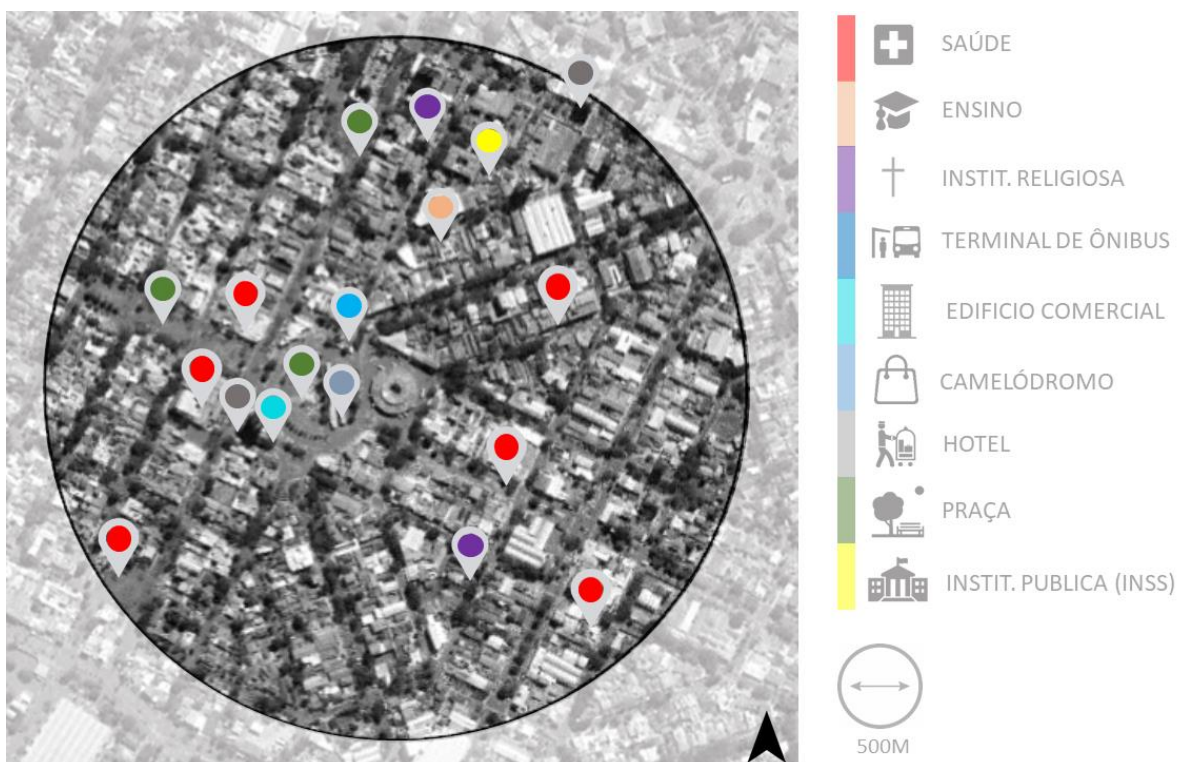 SAÚDE
ENSINO
INSTIT. RELIGIOSA
TERMINAL DE ÔNIBUS
EDIFICIO COMERCIAL
CAMELÓDROMO
HOTEL
PRAÇA
INSTIT. PUBLICA (INSS)
500M